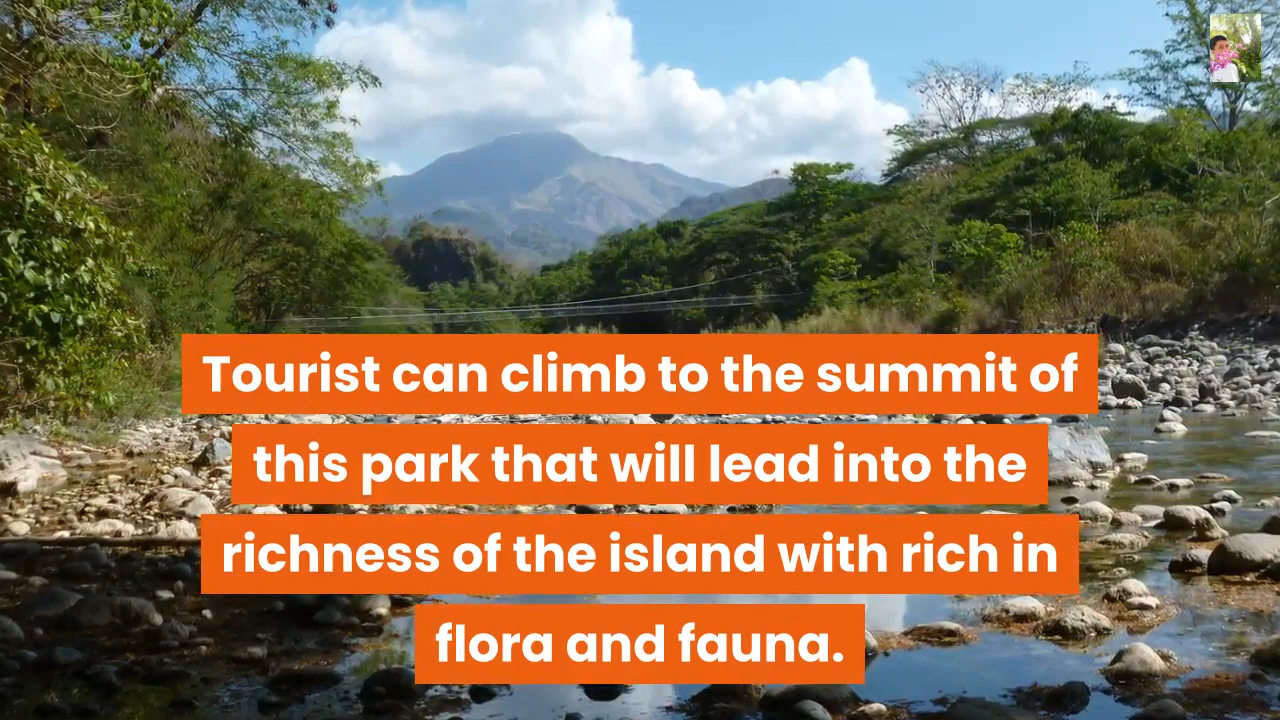 Tourist can climb to the summit of
this park that will lead into the
richness of the island with rich in
flora and fauna.